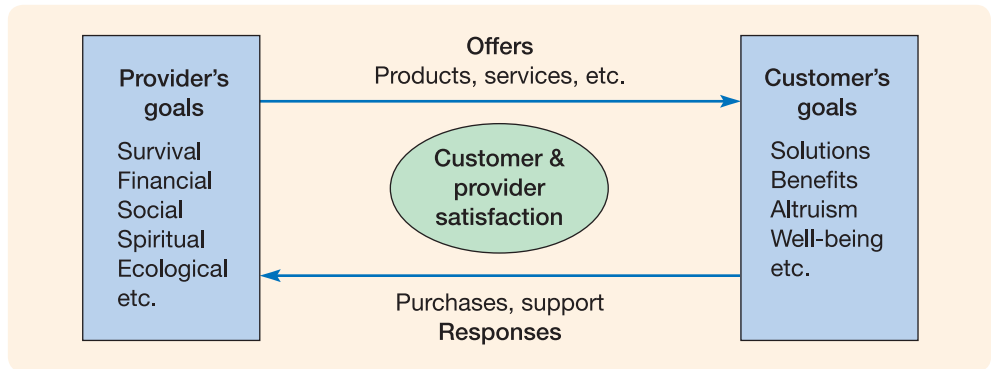 Provider's
goals
Survival
Financial
Social
Spiritual
Ecological
etc.
Offers
Products, services, etc.
Customer &
provider
satisfaction
Purchases, support
Responses
Customer's
goals
Solutions
Benefits
Altruism
Well-being
etc.